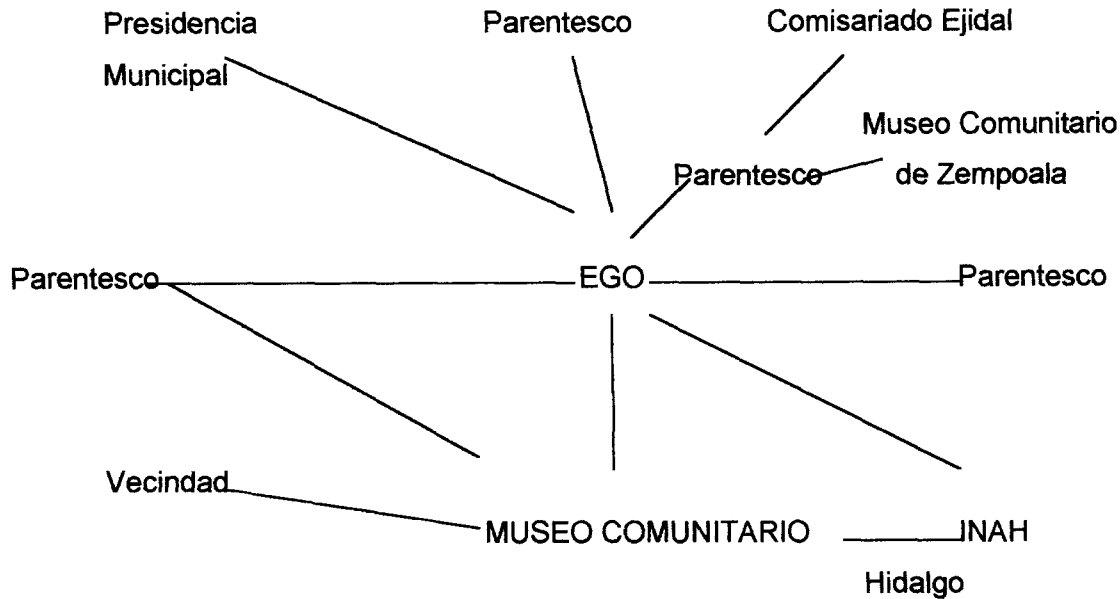 Presidencia
Municipal
Parentesco
Comisariado Ejidal
Museo Comunitario
de Zempoala
Parentesco
Parentesco
EGO
Parentesco
Vecindad
MUSEO COMUNITARIO
INAH
Hidalgo